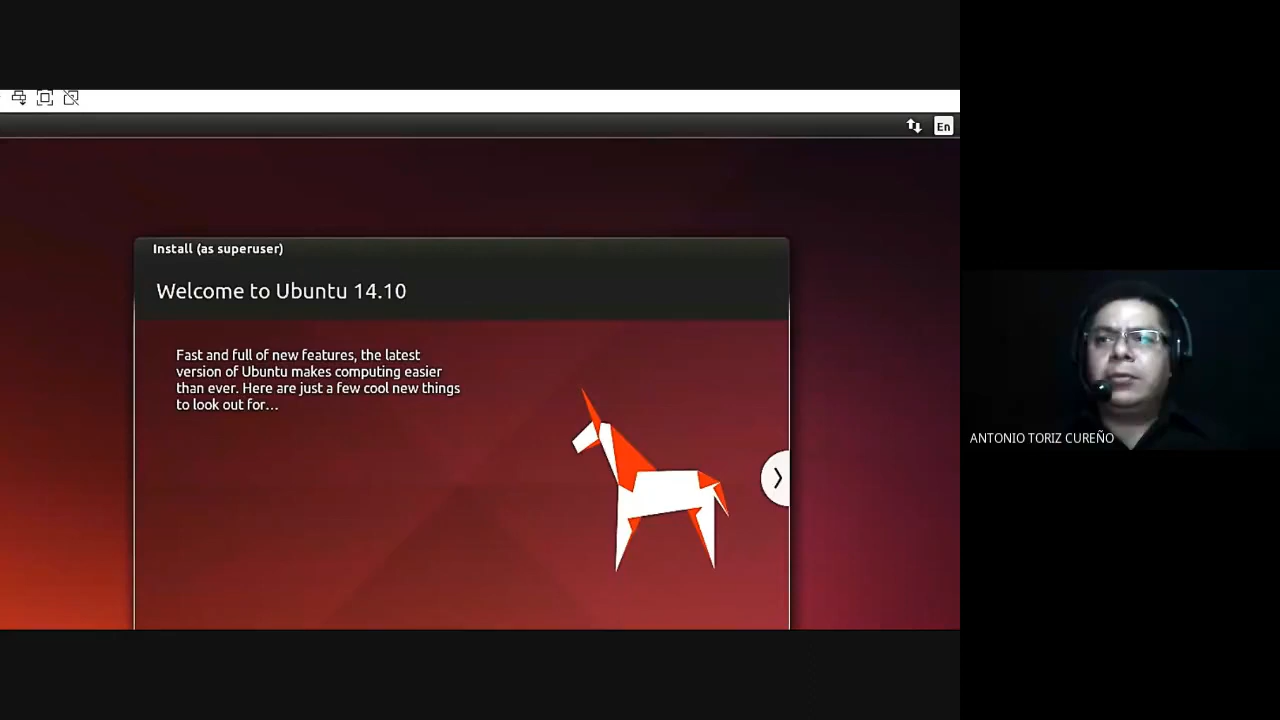 En
Install (as superuser)
Welcome to Ubuntu 14.10
Fast and full of new features, the latest
version of Ubuntu makes computing easier
than ever. Here are just a few cool new things
to look out for...
ANTONIO TORIZ CUREÑO